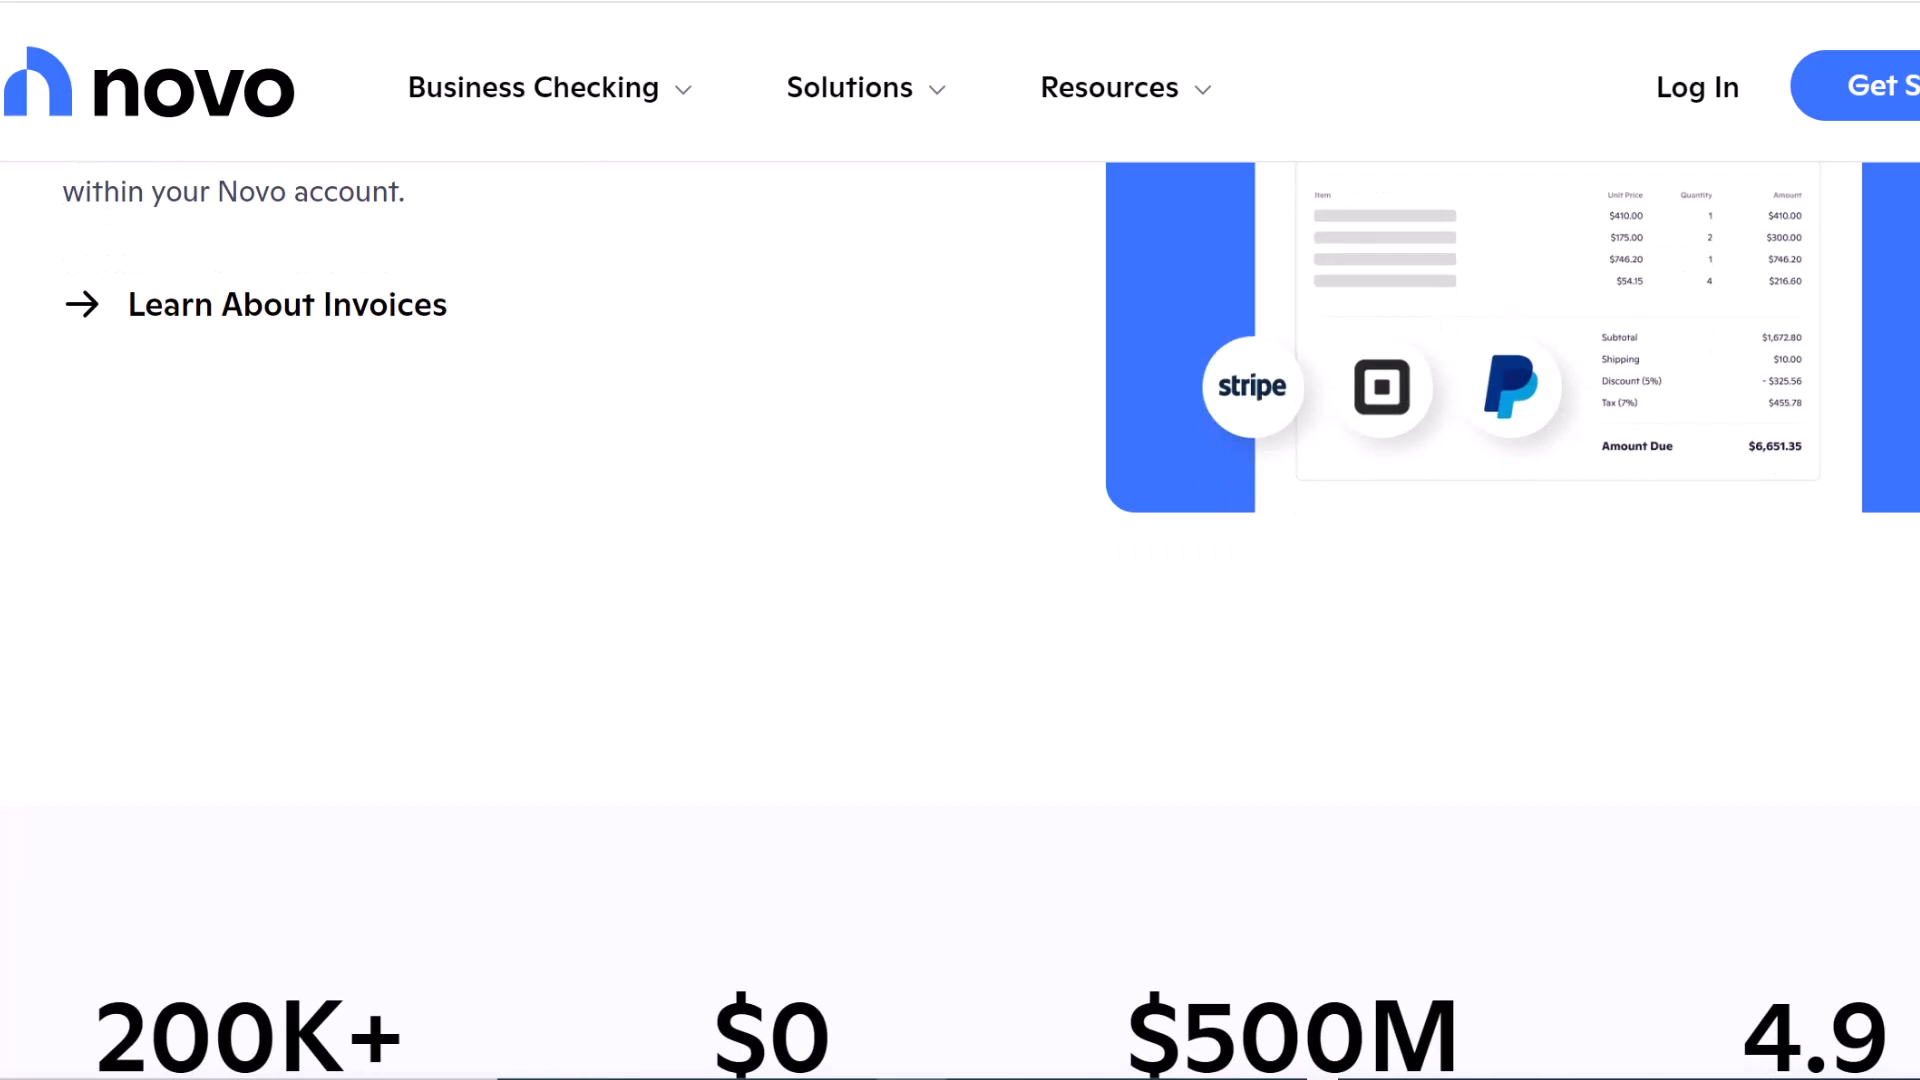 novo
Business Checking
Solutions
Resources
Log In
Get S
within your Novo account.
Learn About Invoices
Item Unit Price Quantity Amount
$410.00 1 $410.00
$175.00 2 $300.00
$746.20 1 $746.20
$54.15 4 $216.60
Subtotal $1,672.80
Shipping $10.00
Discount (5%) - $325.56
Tax (7%) $455.78
Amount Due $6,651.35
stripe
200K+
$0
$500M
4.9